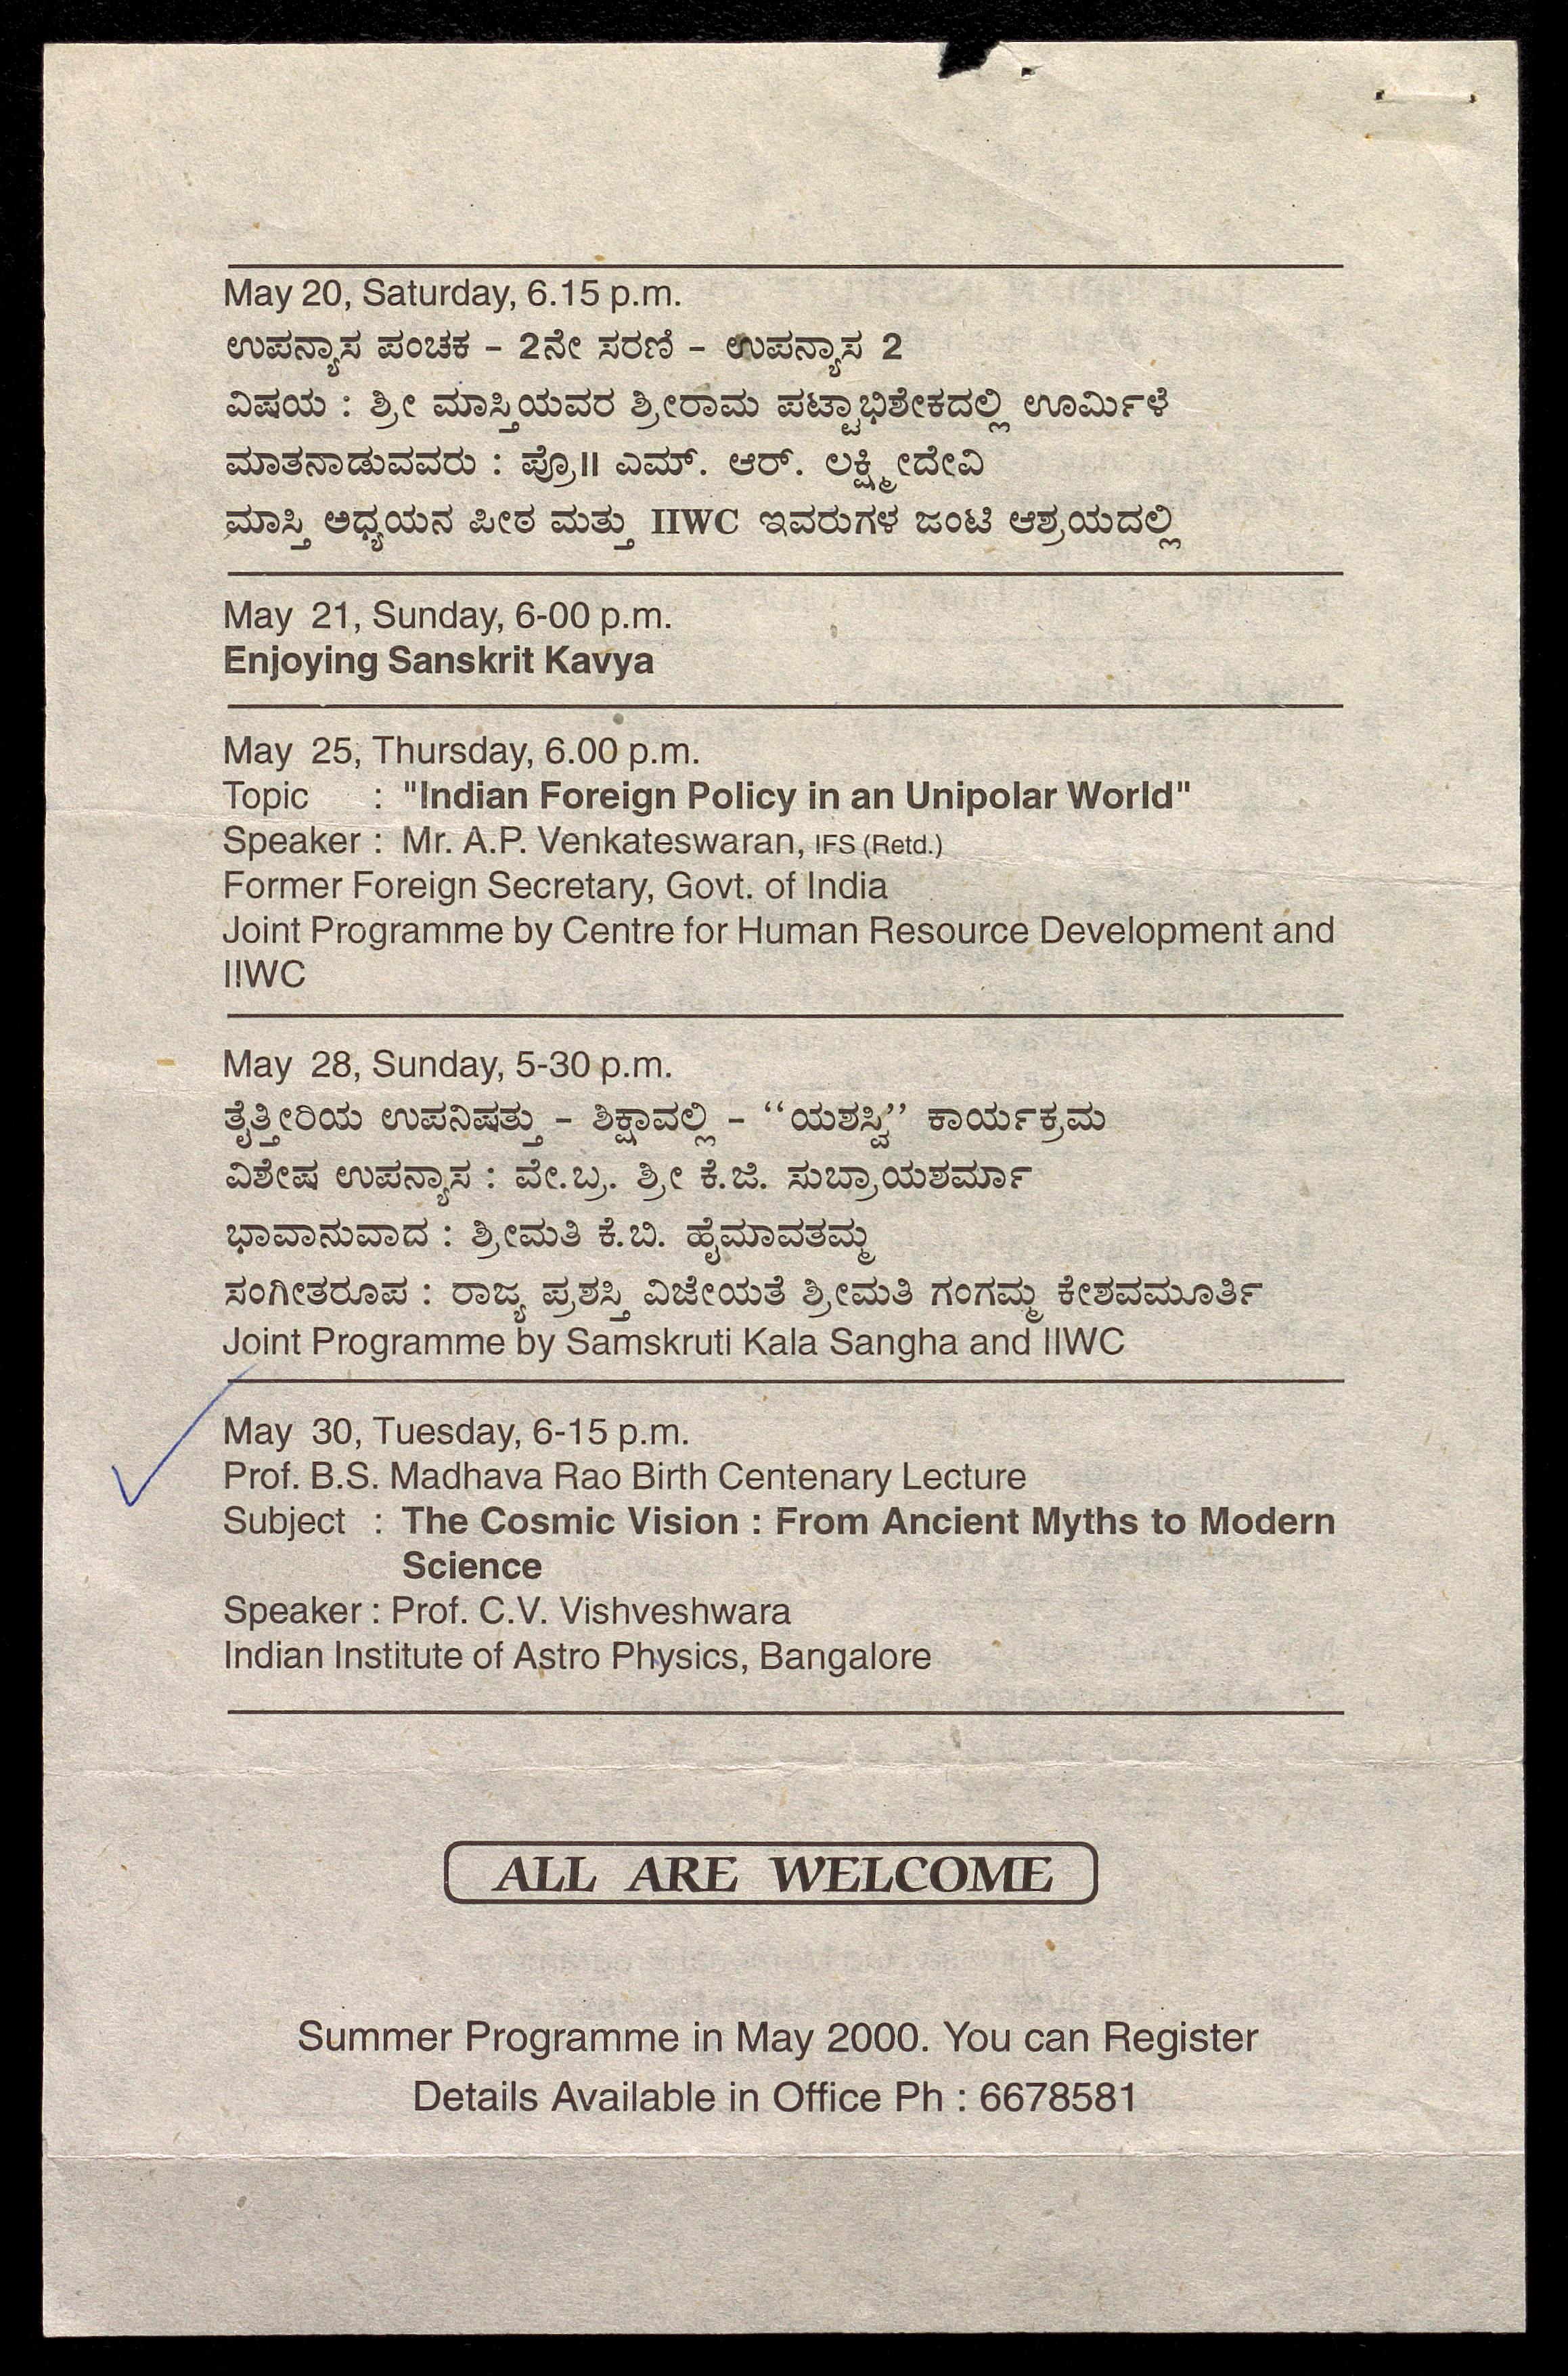 May 20, Saturday, 6.15 p.m.
ಉಪನ್ಯಾಸ ಪಂಚಕ – 2ನೇ ಸರಣಿ – ಉಪನ್ಯಾಸ 2
ವಿಷಯ : ಶ್ರೀ ಮಾಸ್ತಿಯವರ ಶ್ರೀರಾಮ ಪಟ್ಟಾಭಿಶೇಕದಲ್ಲಿ ಊರ್ಮಿಳೆ
ಮಾತನಾಡುವವರು : ಪ್ರೊ॥ ಎಮ್. ಆರ್. ಲಕ್ಷ್ಮೀದೇವಿ
ಮಾಸ್ತಿ ಅಧ್ಯಯನ ಪೀಠ ಮತ್ತು IIWC ಇವರುಗಳ ಜಂಟಿ ಆಶ್ರಯದಲ್ಲಿ
May 21, Sunday, 6-00 p.m.
Enjoying Sanskrit Kavya
May 25, Thursday, 6.00 p.m.
Topic : "Indian Foreign Policy in an Unipolar World"
Speaker : Mr. A.P. Venkateswaran, IFS (Retd.)
Former Foreign Secretary, Govt. of India
Joint Programme by Centre for Human Resource Development and
IIWC
May 28, Sunday, 5-30 p.m.
ತೈತ್ತೀರಿಯ ಉಪನಿಷತ್ತು – ಶಿಕ್ಷಾವಲ್ಲಿ – “ಯಶಸ್ವಿ” ಕಾರ್ಯಕ್ರಮ
ವಿಶೇಷ ಉಪನ್ಯಾಸ : ವೇ.ಬ್ರ. ಶ್ರೀ ಕೆ.ಜಿ. ಸುಬ್ರಾಯಶರ್ಮಾ
ಭಾವಾನುವಾದ : ಶ್ರೀಮತಿ ಕೆ.ಬಿ. ಹೈಮಾವತಮ್ಮ
ಸಂಗೀತರೂಪ : ರಾಜ್ಯ ಪ್ರಶಸ್ತಿ ವಿಜೇಯತೆ ಶ್ರೀಮತಿ ಗಂಗಮ್ಮ ಕೇಶವಮೂರ್ತಿ
Joint Programme by Samskruti Kala Sangha and IIWC
May 30, Tuesday, 6-15 p.m.
Prof. B.S. Madhava Rao Birth Centenary Lecture
Subject : The Cosmic Vision : From Ancient Myths to Modern
Science
Speaker : Prof. C.V. Vishveshwara
Indian Institute of Astro Physics, Bangalore
ALL ARE WELCOME
Summer Programme in May 2000. You can Register
Details Available in Office Ph : 6678581